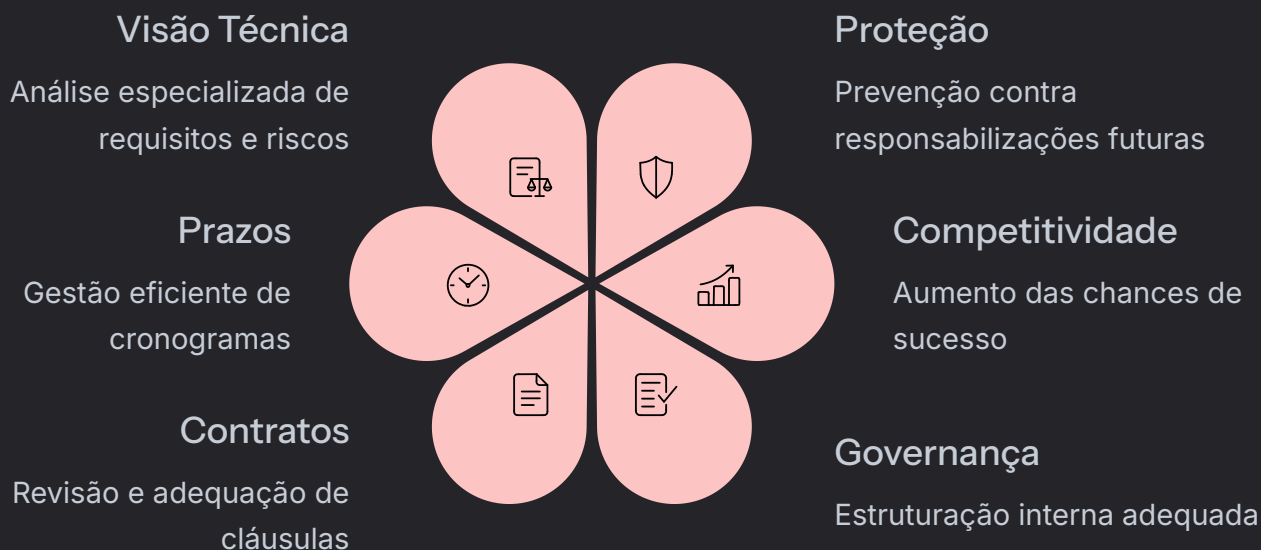 Visão Técnica
Análise especializada de
requisitos e riscos
Proteção
Prevenção contra
responsabilizações futuras
Prazos
Gestão eficiente de
cronogramas
Competitividade
Aumento das chances de
sucesso
Contratos
Revisão e adequação de
cláusulas
Governança
Estruturação interna adequada